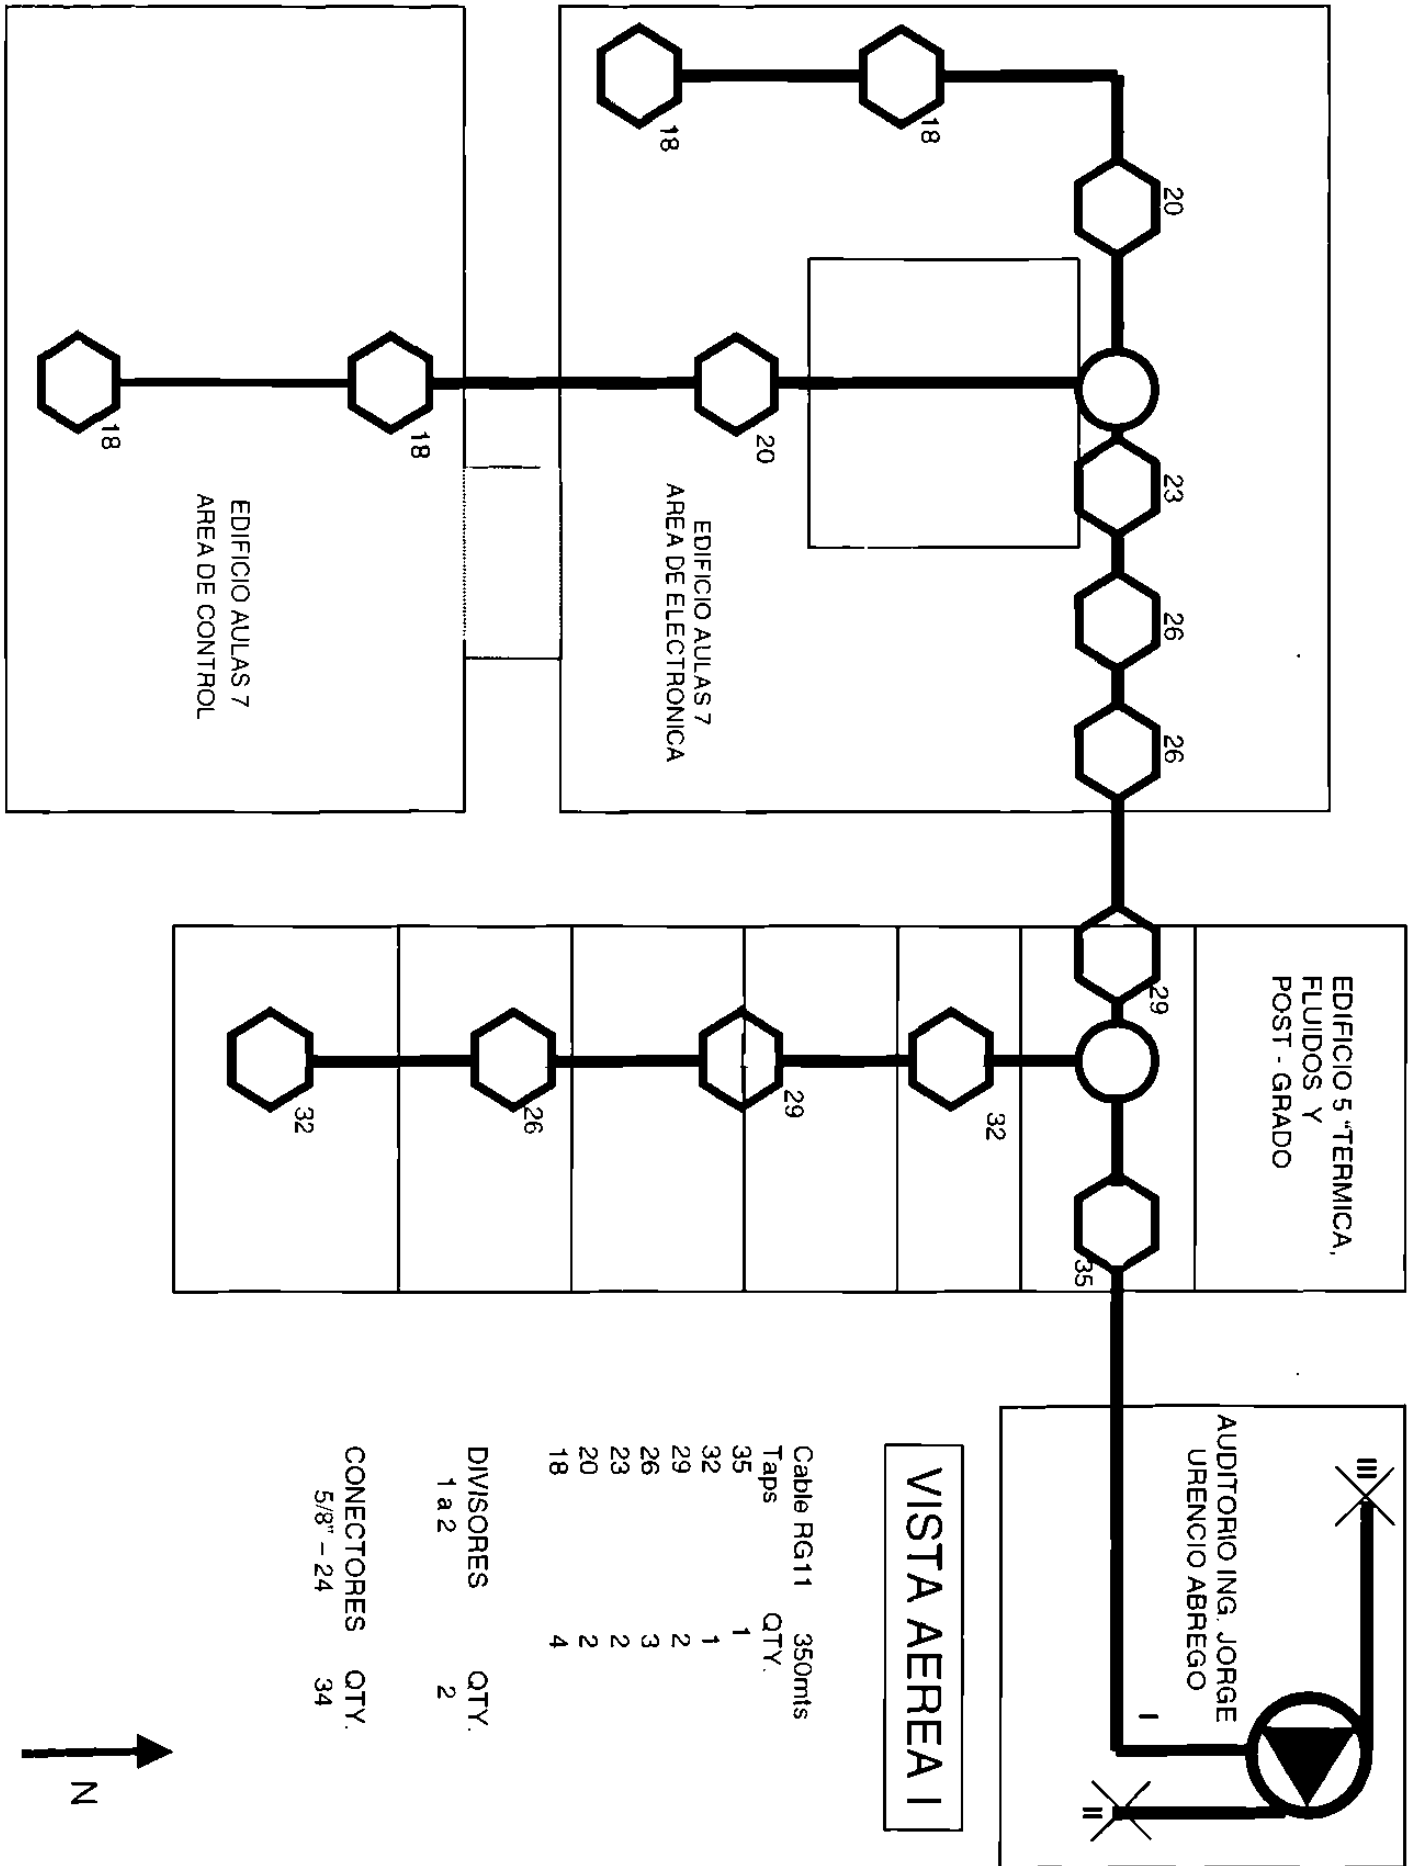 EDIFICIO 5 "TERMICA,
FLUIDOS Y
POST - GRADO
AUDITORIO ING. JORGE
URENCIO ABREGO
III
I
II
20
23
26
26
29
35
18
18
20
18
18
32
29
26
32
EDIFICIO AULAS 7
AREA DE ELECTRONICA
EDIFICIO AULAS 7
AREA DE CONTROL
VISTA AEREA I
Cable RG11 350mts
Taps QTY.
35 1
32 1
29 2
26 3
23 2
20 2
18 4
DIVISORES QTY.
1 a 2 2
CONECTORES QTY.
5/8" - 24 34
N